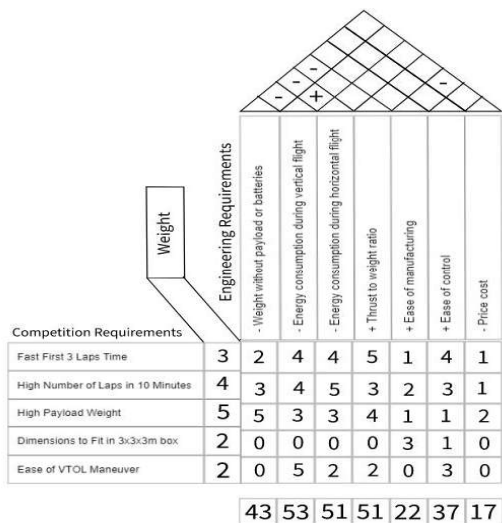 -
-
- -
- +
Weight
Engineering Requirements
- Weight without payload or batteries
- Energy consumption during vertical flight
- Energy consumption during horizontal flight
+ Thrust to weight ratio
+ Ease of manufacturing
+ Ease of control
- Price cost
Competition Requirements
Fast First 3 Laps Time 3 2 4 4 5 1 4 1
High Number of Laps in 10 Minutes 4 3 4 5 3 2 3 1
High Payload Weight 5 5 3 3 4 1 1 2
Dimensions to Fit in 3x3x3m box 2 0 0 0 0 3 1 0
Ease of VTOL Maneuver 2 0 5 2 2 0 3 0
43 53 51 51 22 37 17